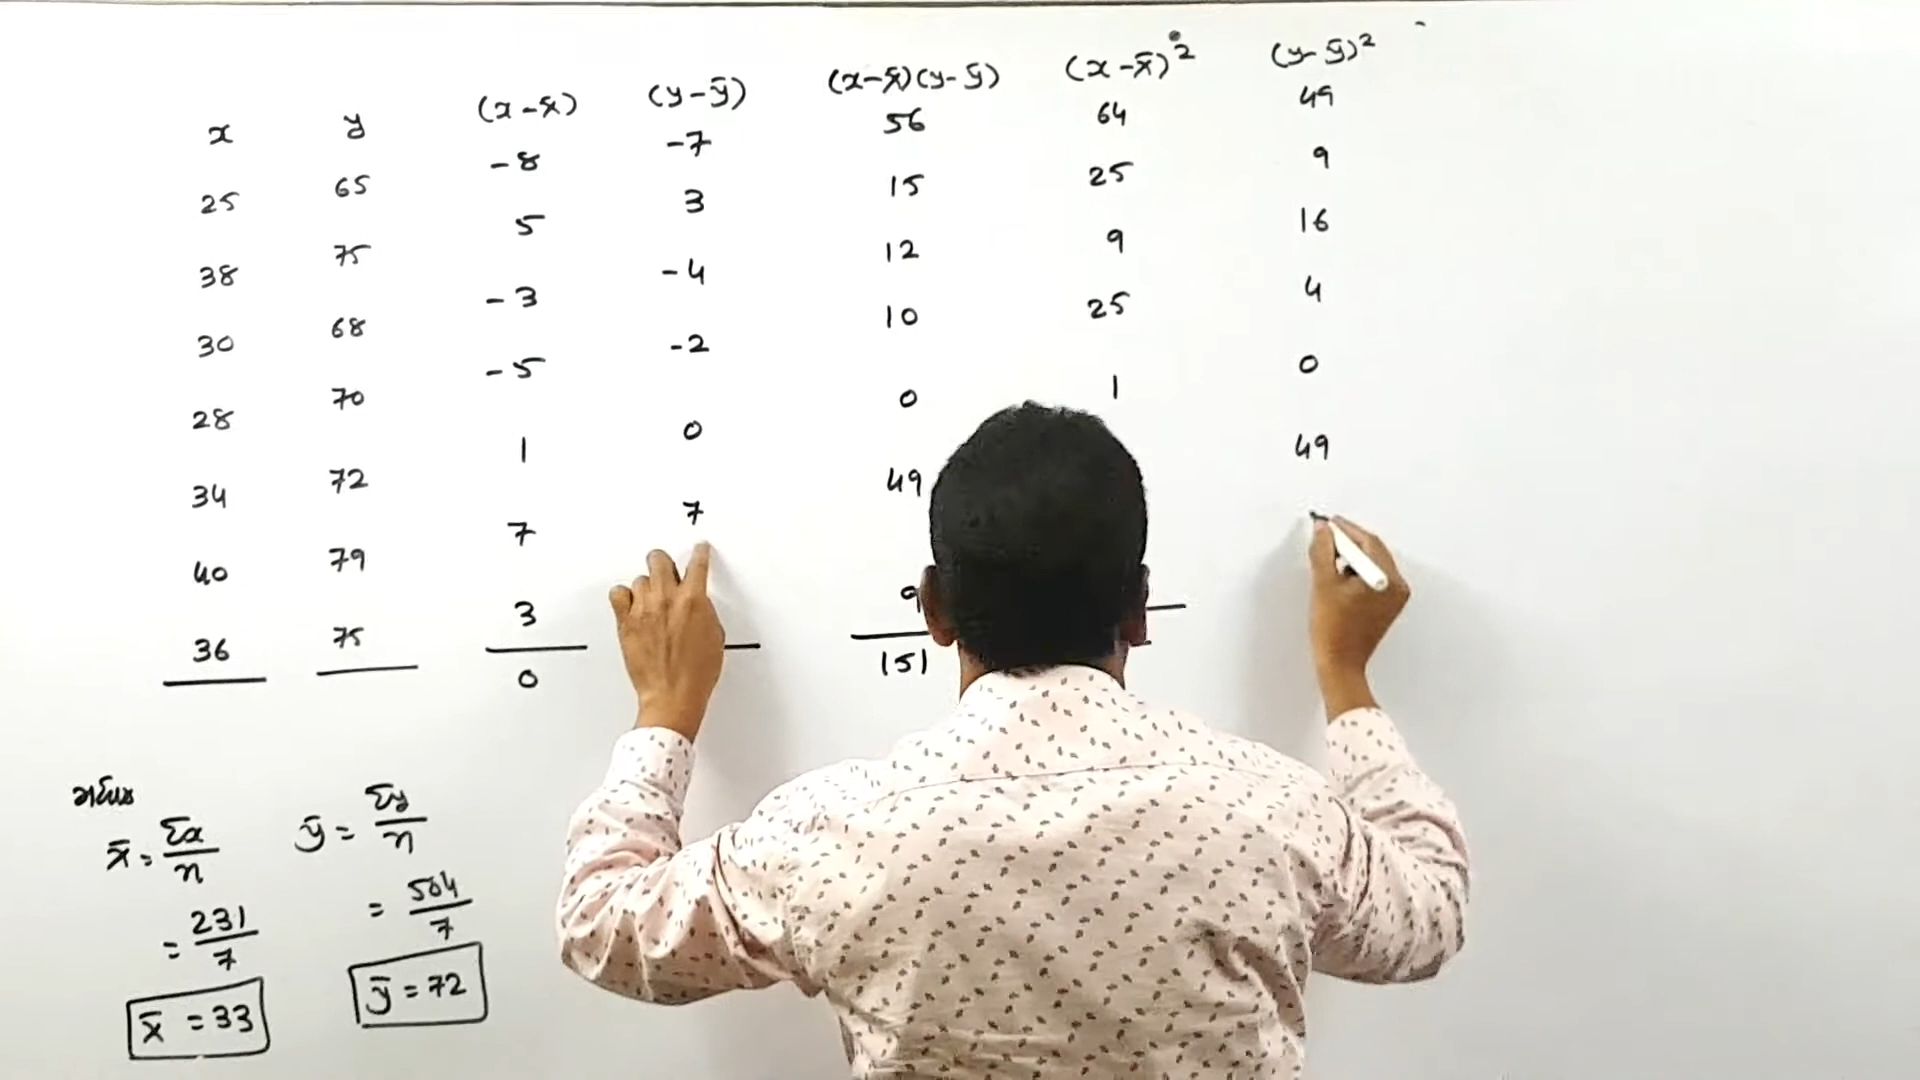 x y (x-x̄) (y-ȳ) (x-x̄)(y-ȳ) (x-x̄)² (y-ȳ)²
25 65 -8 -7 56 64 49
38 75 5 3 15 25 9
30 68 -3 -4 12 9 16
28 70 -5 -2 10 25 4
34 72 1 0 0 1 0
40 79 7 7 49 49
36 75 3 9
0 151
x̄ = Σx/n ȳ = Σy/n
= 231/7 = 504/7
x̄ = 33 ȳ = 72